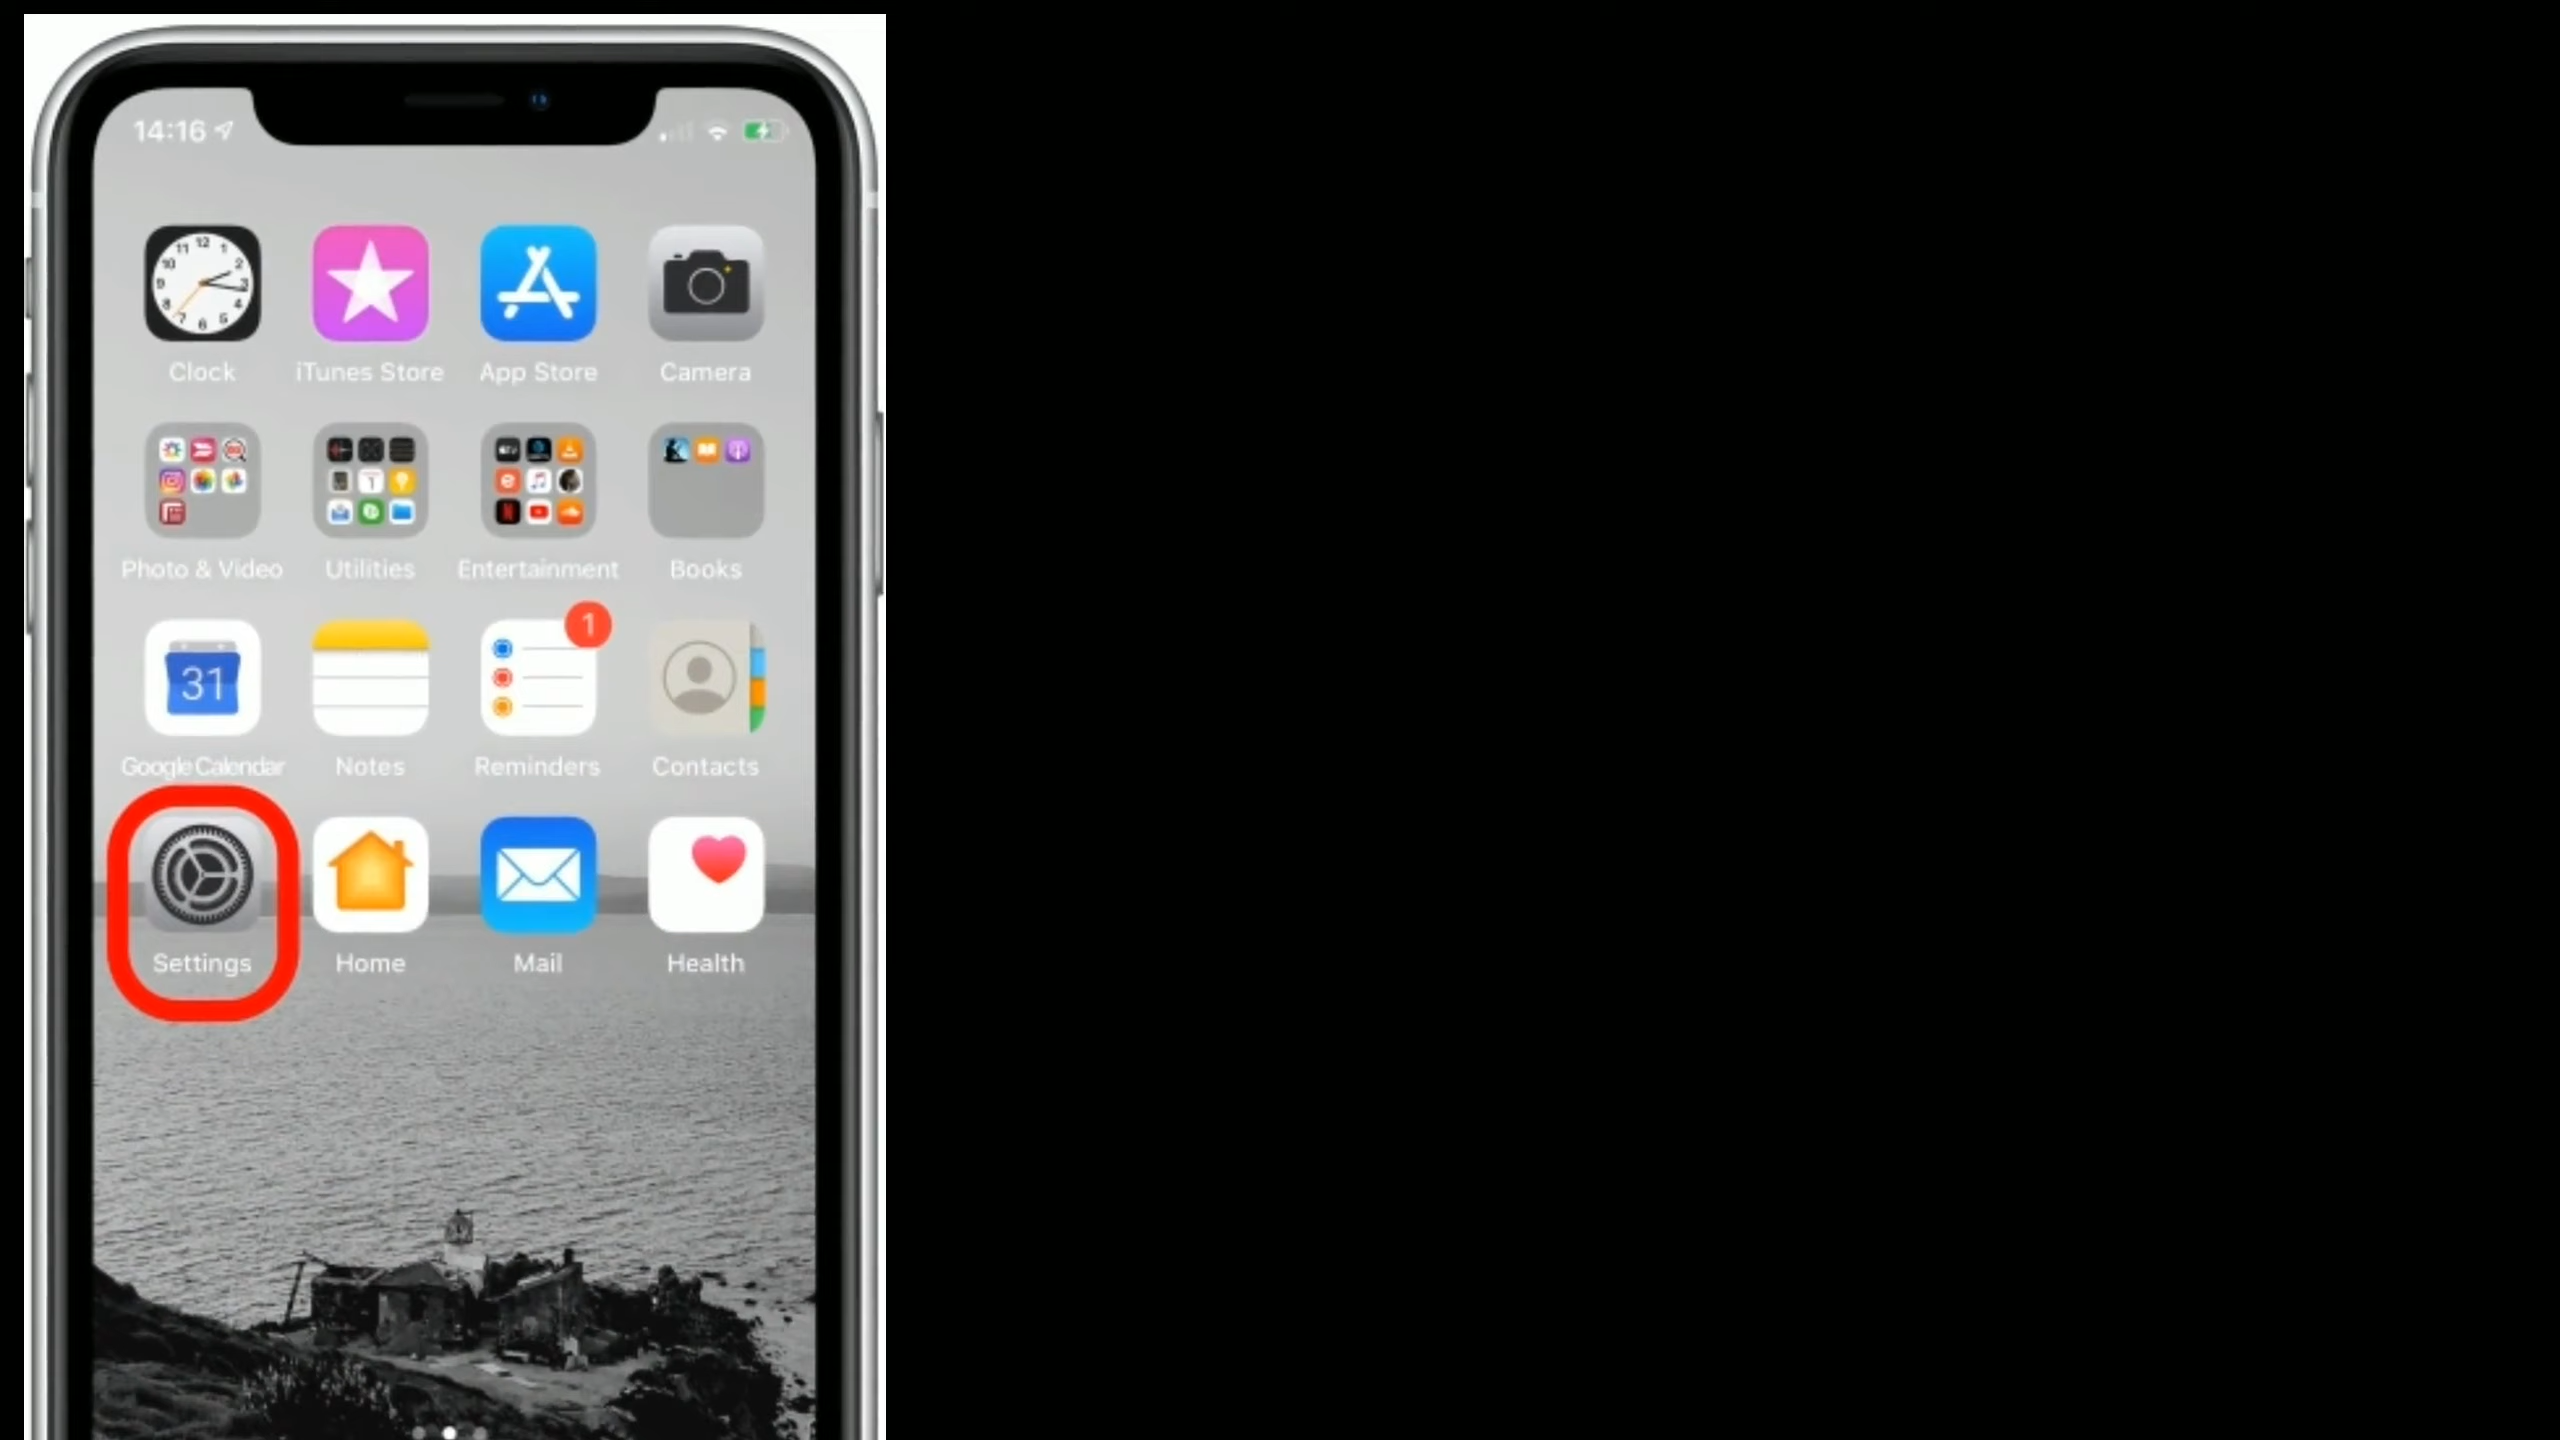 14:16
Clock iTunes Store App Store Camera
Photo & Video Utilities Entertainment Books
1
31
Google Calendar Notes Reminders Contacts
Settings Home Mail Health